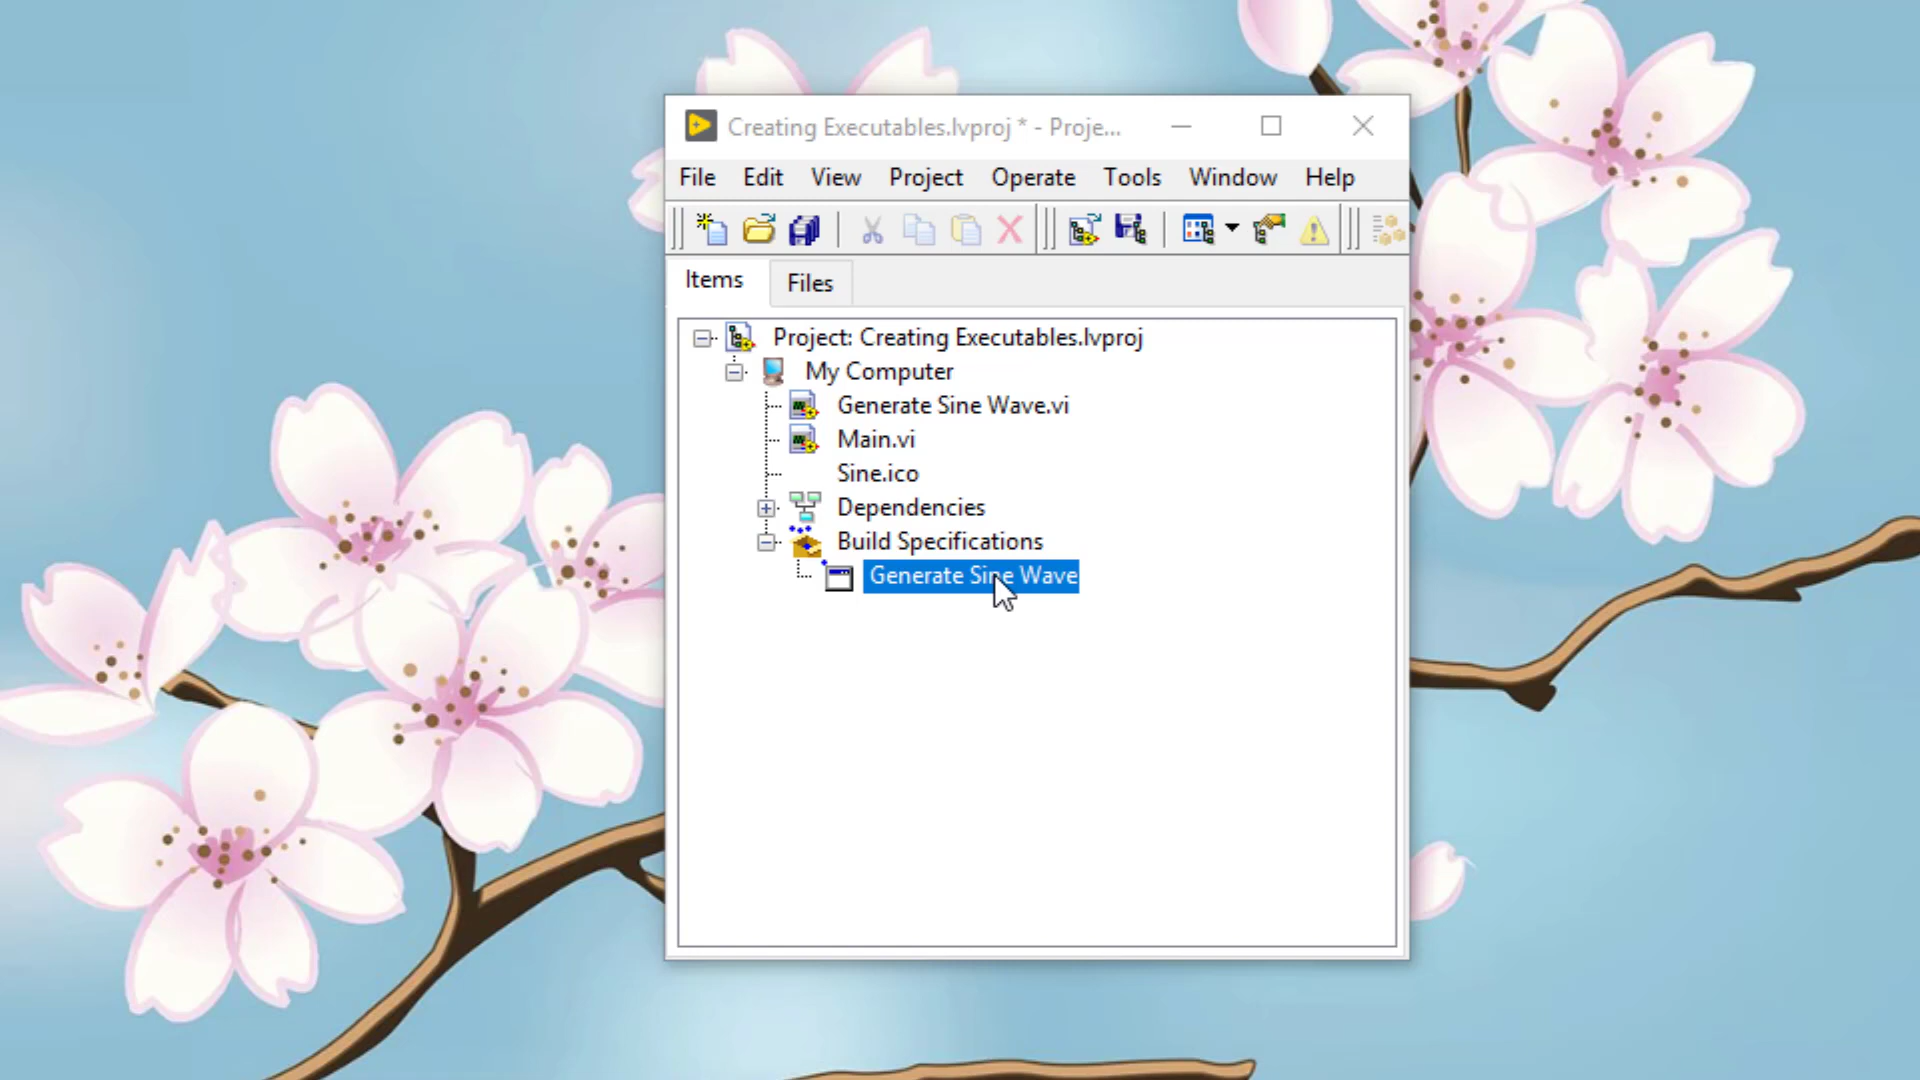 Creating Executables.lvproj * - Proje...
File Edit View Project Operate Tools Window Help
Items Files
Project: Creating Executables.lvproj
My Computer
Generate Sine Wave.vi
Main.vi
Sine.ico
Dependencies
Build Specifications
Generate Sine Wave